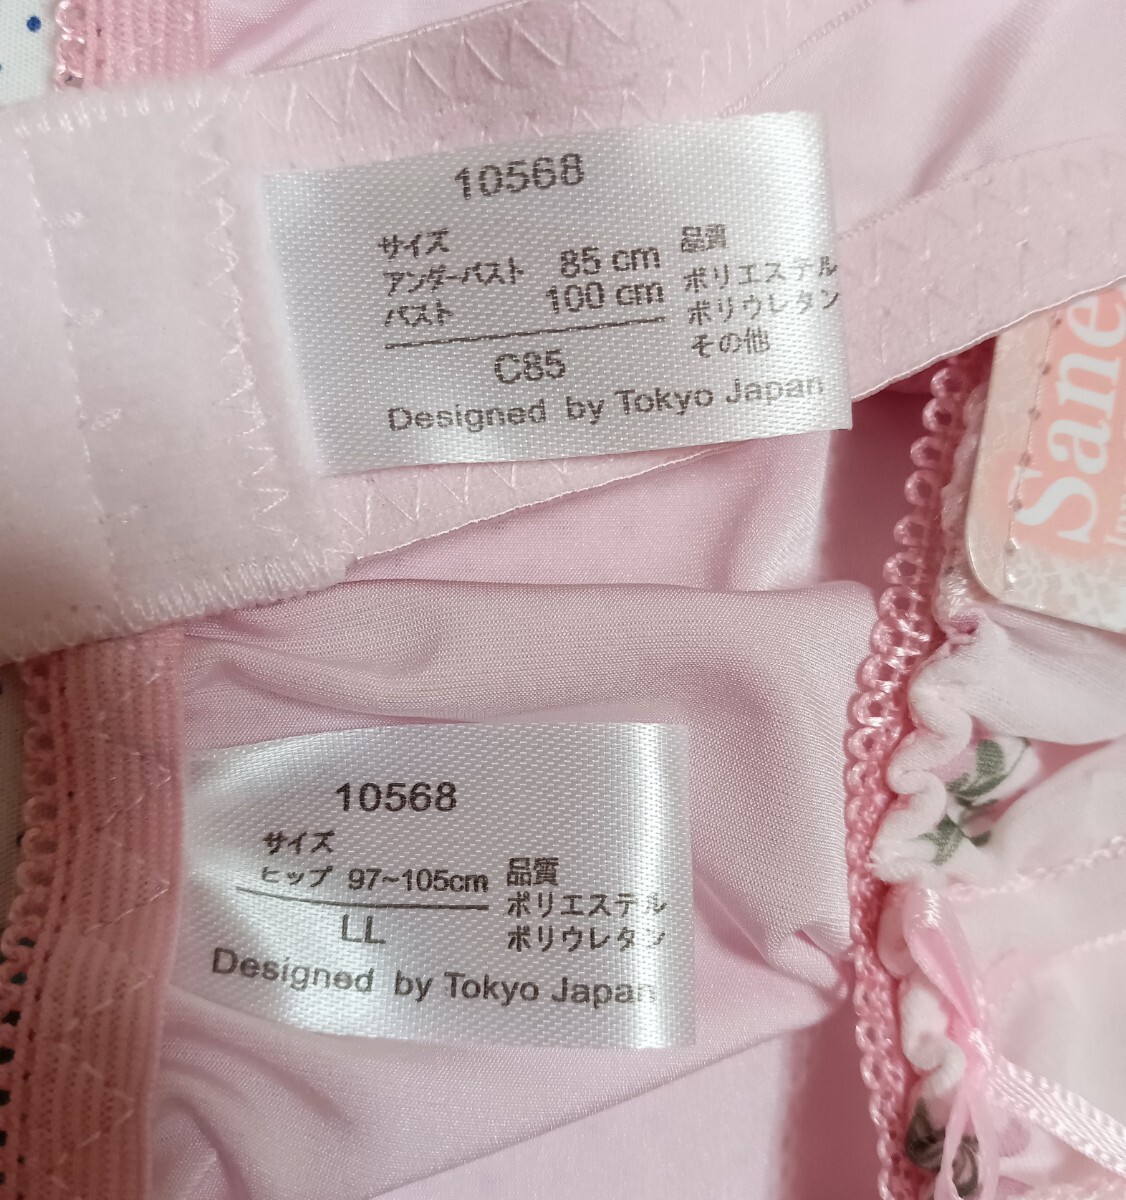 10568
サイズ
アンダーバスト 85 cm
バスト 100 cm
C85
品質
ポリエステル
ポリウレタン
その他
Designed by Tokyo Japan
Sane
10568
サイズ
ヒップ 97~105cm
LL
品質
ポリエステル
ポリウレタン
Designed by Tokyo Japan